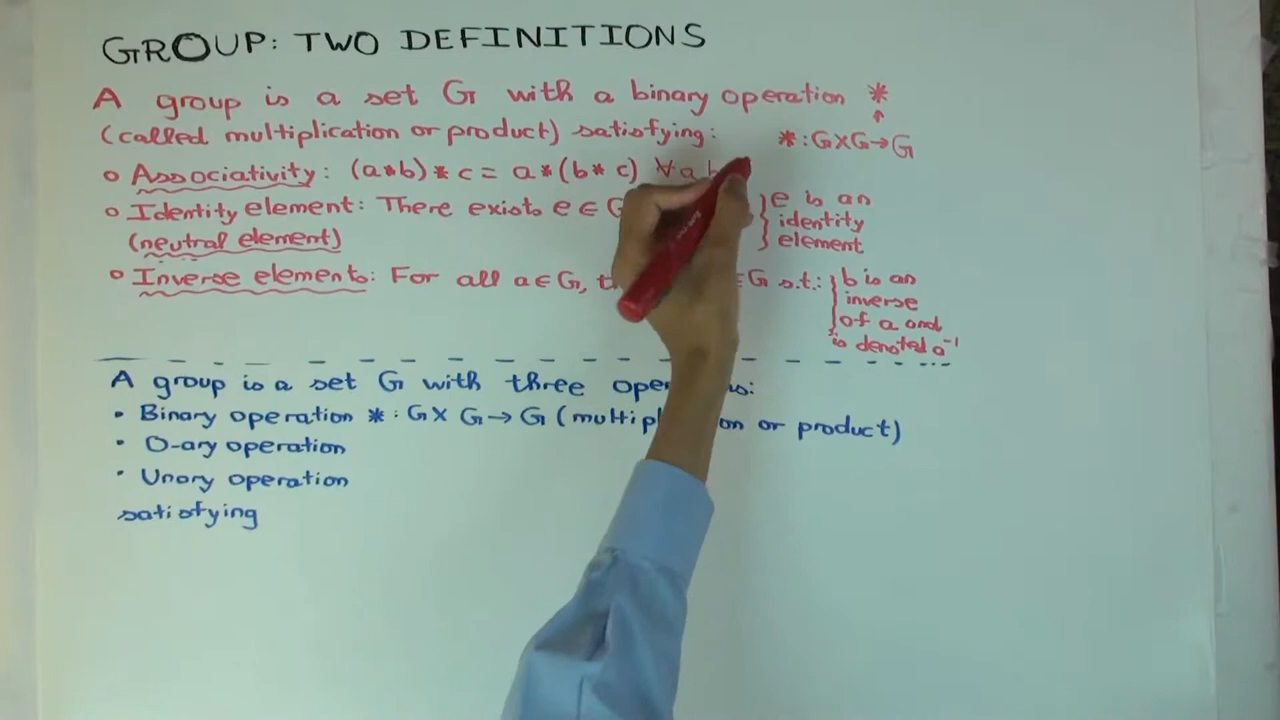 GROUP: TWO DEFINITIONS
A group is a set G with a binary operation *
(called multiplication or product) satisfying: *:G×G→G
o Associativity: (a*b)*c = a*(b*c) ∀a b
o Identity element: There exists e ∈ G } e is an
(neutral element) identity
element
o Inverse elements: For all a∈G, ∈G s.t.: } b is an
inverse
of a and
is denoted a⁻¹
A group is a set G with three
• Binary operation * : G× G→ G ( or product)
• 0-ary operation
• Unary operation
satisfying